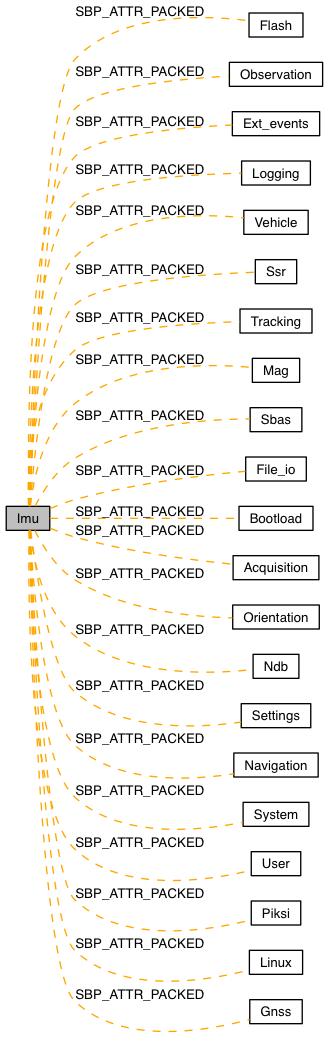 SBP_ATTR_PACKED
Flash
SBP_ATTR_PACKED
Observation
SBP_ATTR_PACKED
Ext_events
SBP_ATTR_PACKED
Logging
SBP_ATTR_PACKED
Vehicle
SBP_ATTR_PACKED
Ssr
SBP_ATTR_PACKED
Tracking
SBP_ATTR_PACKED
Mag
SBP_ATTR_PACKED
Sbas
SBP_ATTR_PACKED
File_io
Imu
SBP_ATTR_PACKED
Bootload
SBP_ATTR_PACKED
Acquisition
SBP_ATTR_PACKED
Orientation
SBP_ATTR_PACKED
Ndb
SBP_ATTR_PACKED
Settings
SBP_ATTR_PACKED
Navigation
SBP_ATTR_PACKED
System
SBP_ATTR_PACKED
User
SBP_ATTR_PACKED
Piksi
SBP_ATTR_PACKED
Linux
SBP_ATTR_PACKED
Gnss